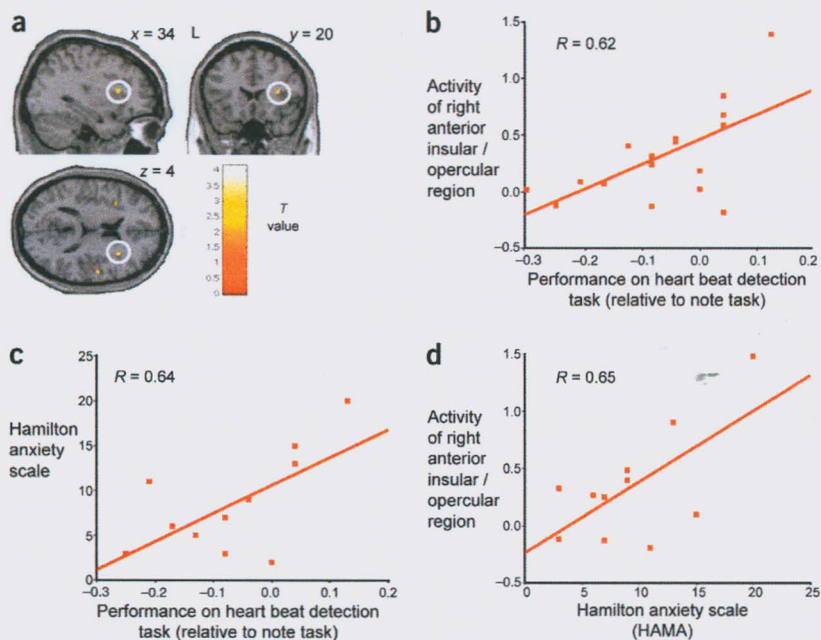 a
x = 34
L
y = 20
z = 4
4
3.5
3
2.5
2
1.5
1
0.5
0
T
value
b
R = 0.62
Activity
of right
anterior
insular /
opercular
region
1.5
1.0
0.5
0.0
–0.5
–0.3
–0.2
–0.1
0.0
0.1
0.2
Performance on heart beat detection
task (relative to note task)
c
R = 0.64
Hamilton
anxiety
scale
25
20
15
10
5
0
–0.3
–0.2
–0.1
0.0
0.1
0.2
Performance on heart beat detection
task (relative to note task)
d
R = 0.65
Activity
of right
anterior
insular /
opercular
region
1.5
1.0
0.5
0.0
–0.5
0
5
10
15
20
25
Hamilton anxiety scale
(HAMA)